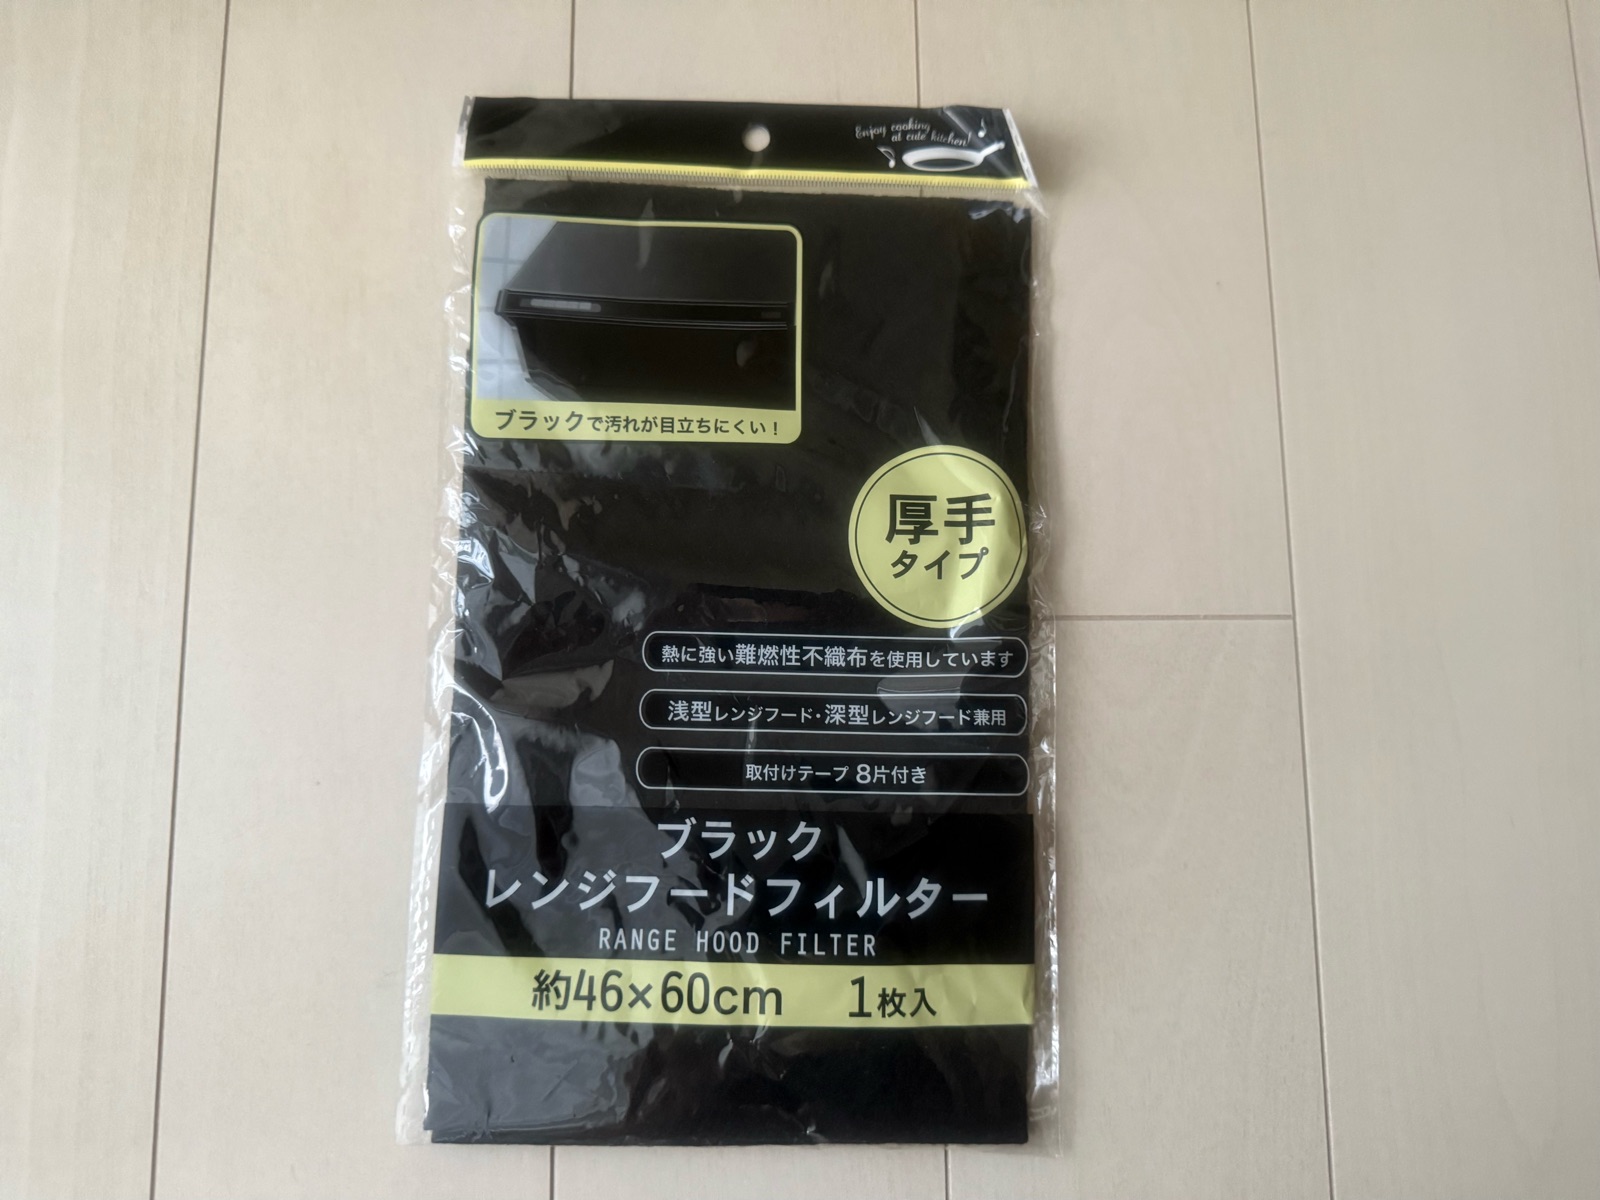 Enjoy cooking
at cute kitchen!
ブラックで汚れが目立ちにくい!
厚手
タイプ
熱に強い難燃性不織布を使用しています
浅型レンジフード・深型レンジフード兼用
取付けテープ 8片付き
ブラック
レンジフードフィルター
RANGE HOOD FILTER
約46×60cm 1枚入